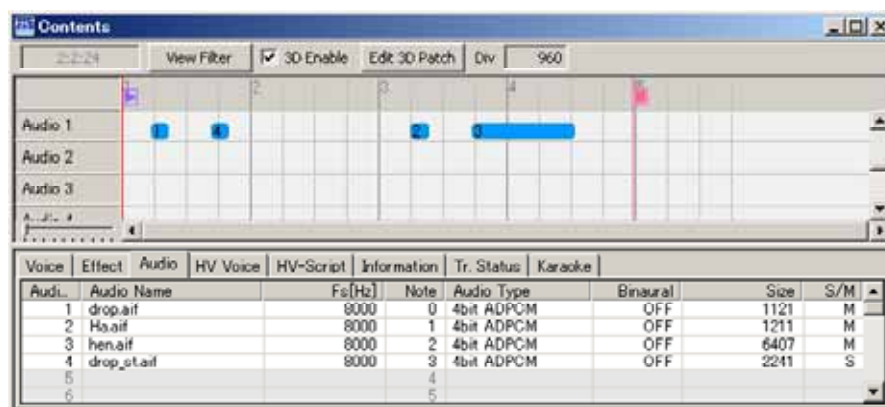 Contents
2:2:24 View Filter 3D Enable Edit 3D Patch Div 960
2 3 4
Audio 1 1 4 2 3
Audio 2
Audio 3
Voice Effect Audio HV Voice HV-Script Information Tr. Status Karaoke
Audi.. Audio Name Fs[Hz] Note Audio Type Binaural Size S/M
1 drop.aif 8000 0 4bit ADPCM OFF 1121 M
2 Ha.aif 8000 1 4bit ADPCM OFF 1211 M
3 hen.aif 8000 2 4bit ADPCM OFF 6407 M
4 drop_st.aif 8000 3 4bit ADPCM OFF 2241 S
5 4
6 5